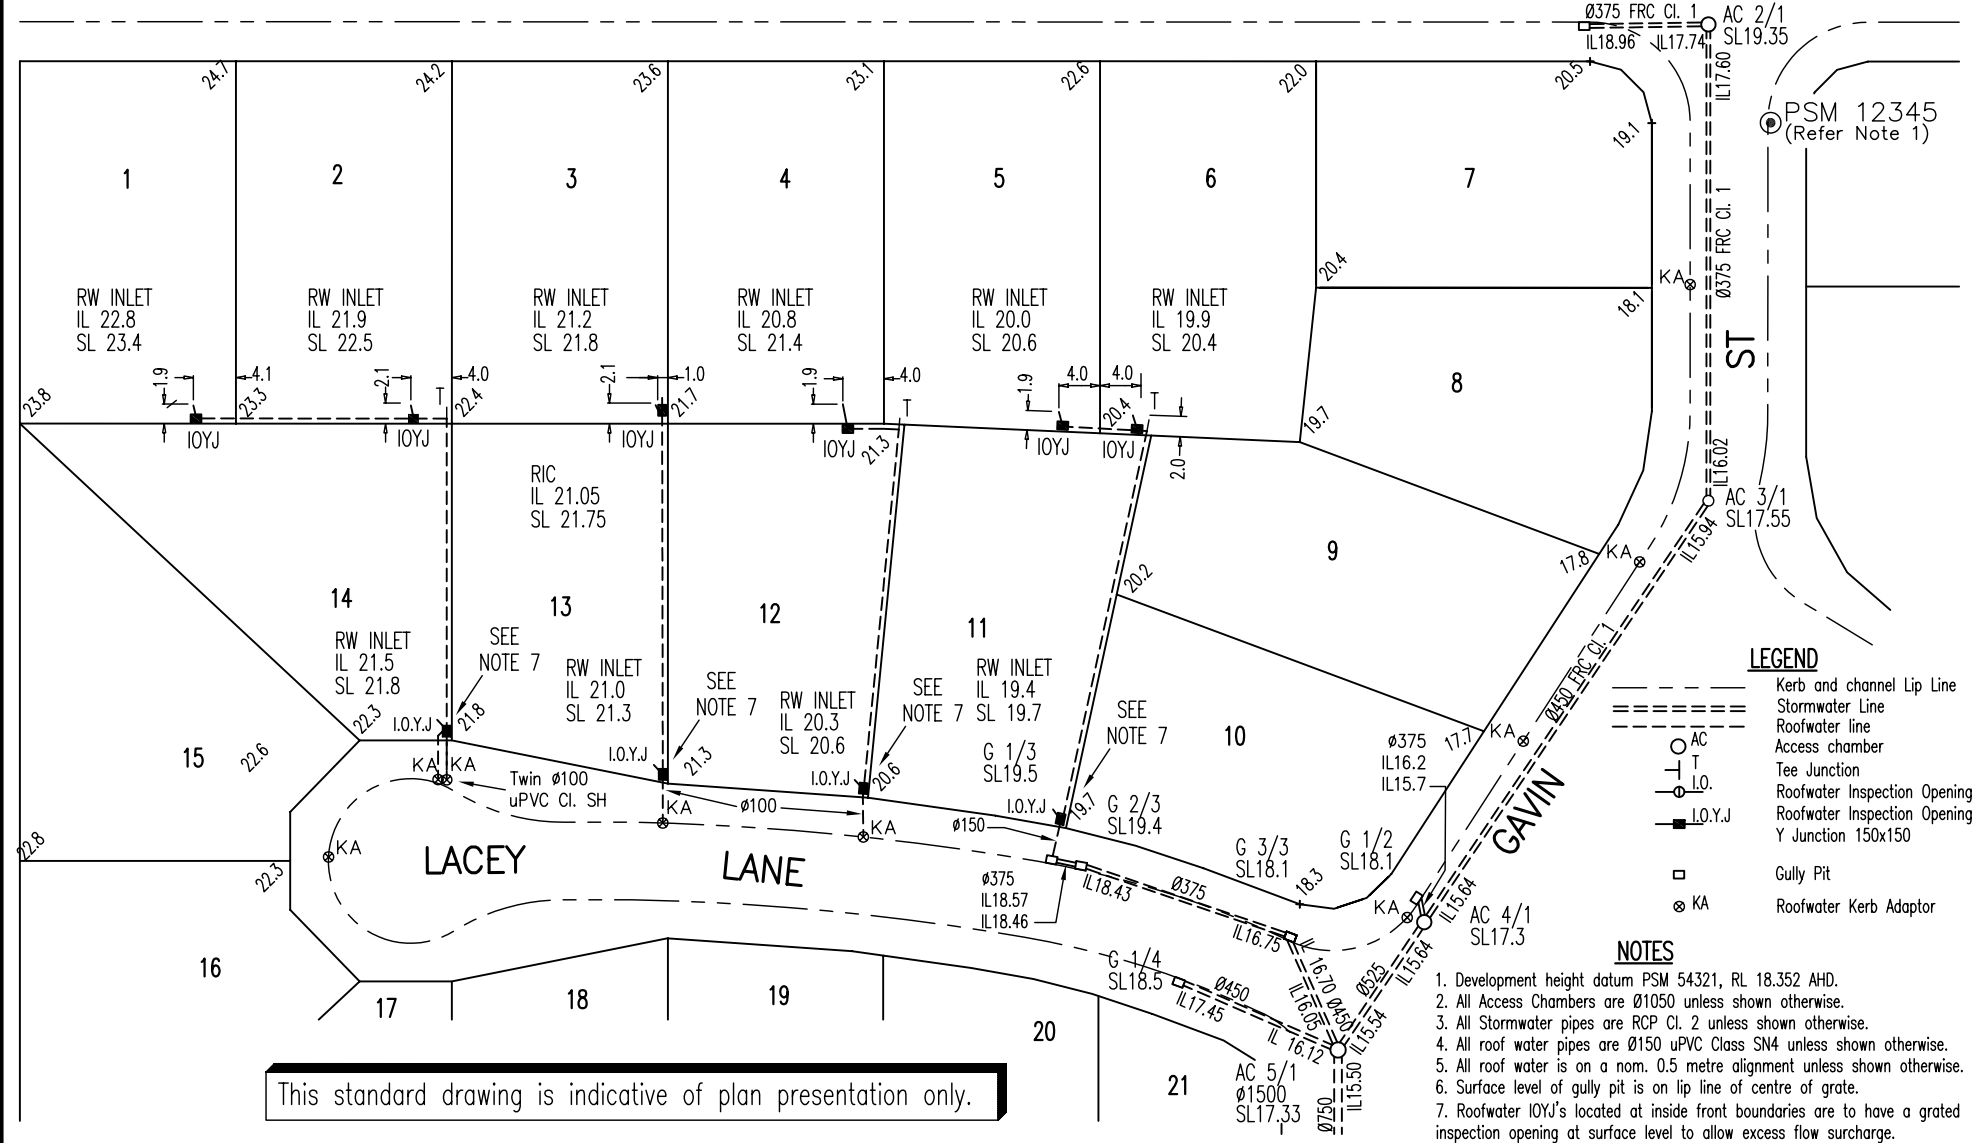 Ø375 FRC Cl. 1
AC 2/1
SL19.35
IL18.96
IL17.74
IL17.60
24.7
24.2
23.6
23.1
22.6
22.0
20.5
19.1
PSM 12345
(Refer Note 1)
1
2
3
4
5
6
7
Ø375 FRC Cl. 1
KA
20.4
18.1
RW INLET
IL 22.8
SL 23.4
RW INLET
IL 21.9
SL 22.5
RW INLET
IL 21.2
SL 21.8
RW INLET
IL 20.8
SL 21.4
RW INLET
IL 20.0
SL 20.6
RW INLET
IL 19.9
SL 20.4
ST
8
1.9
4.1
2.1
T
4.0
2.1
1.0
1.9
4.0
T
1.9
4.0
4.0
T
2.0
23.8
23.3
22.4
21.7
21.3
20.4
19.7
IOYJ
IOYJ
IOYJ
IOYJ
IOYJ
IOYJ
RIC
IL 21.05
SL 21.75
IL16.02
AC 3/1
SL17.55
IL15.94
9
17.8
KA
20.2
14
RW INLET
IL 21.5
SL 21.8
13
SEE
NOTE 7
RW INLET
IL 21.0
SL 21.3
12
SEE
NOTE 7
RW INLET
IL 20.3
SL 20.6
11
SEE
NOTE 7
RW INLET
IL 19.4
SL 19.7
SEE
NOTE 7
10
Ø450 FRC Cl. 1
KA
17.7
22.3
I.O.Y.J
21.8
I.O.Y.J
21.3
I.O.Y.J
20.6
I.O.Y.J
19.7
G 1/3
SL19.5
G 2/3
SL19.4
ø375
IL16.2
IL15.7
15
22.6
KA
KA
Twin ø100
uPVC Cl. SH
KA
ø100
KA
ø150
G 3/3
SL18.1
G 1/2
SL18.1
GAVIN
22.8
22.3
KA
LACEY
LANE
ø375
IL18.57
IL18.46
IL18.43
Ø375
IL16.75
18.3
KA
IL15.64
AC 4/1
SL17.3
IL15.64
16
17
18
19
20
21
G 1/4
SL18.5
IL17.45
Ø450
IL 16.12
16.70
IL16.05
Ø450
Ø525
IL15.54
AC 5/1
ø1500
SL17.33
Ø750
IL15.50
This standard drawing is indicative of plan presentation only.
LEGEND
Kerb and channel Lip Line
Stormwater Line
Roofwater line
AC
Access chamber
T
Tee Junction
I.O.
Roofwater Inspection Opening
I.O.Y.J
Roofwater Inspection Opening
Y Junction 150x150
Gully Pit
KA
Roofwater Kerb Adaptor
NOTES
1. Development height datum PSM 54321, RL 18.352 AHD.
2. All Access Chambers are Ø1050 unless shown otherwise.
3. All Stormwater pipes are RCP Cl. 2 unless shown otherwise.
4. All roof water pipes are Ø150 uPVC Class SN4 unless shown otherwise.
5. All roof water is on a nom. 0.5 metre alignment unless shown otherwise.
6. Surface level of gully pit is on lip line of centre of grate.
7. Roofwater IOYJ's located at inside front boundaries are to have a grated
inspection opening at surface level to allow excess flow surcharge.